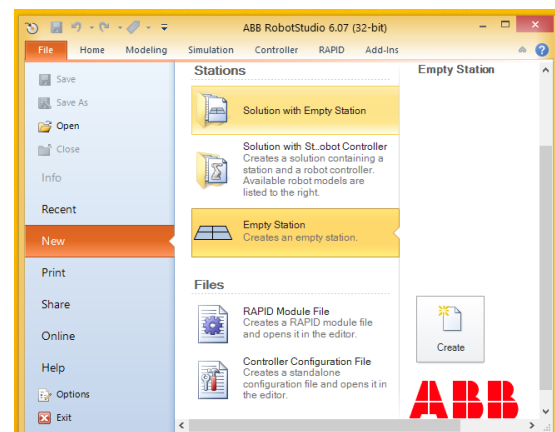 ABB RobotStudio 6.07 (32-bit)
File Home Modeling Simulation Controller RAPID Add-Ins
Save
Save As
Open
Close
Info
Recent
New
Print
Share
Online
Help
Options
Exit
Stations
Solution with Empty Station
Solution with St..obot Controller
Creates a solution containing a
station and a robot controller.
Available robot models are
listed to the right.
Empty Station
Creates an empty station.
Files
RAPID Module File
Creates a RAPID module file
and opens it in the editor.
Controller Configuration File
Creates a standalone
configuration file and opens it in
the editor.
Empty Station
Create
ABB